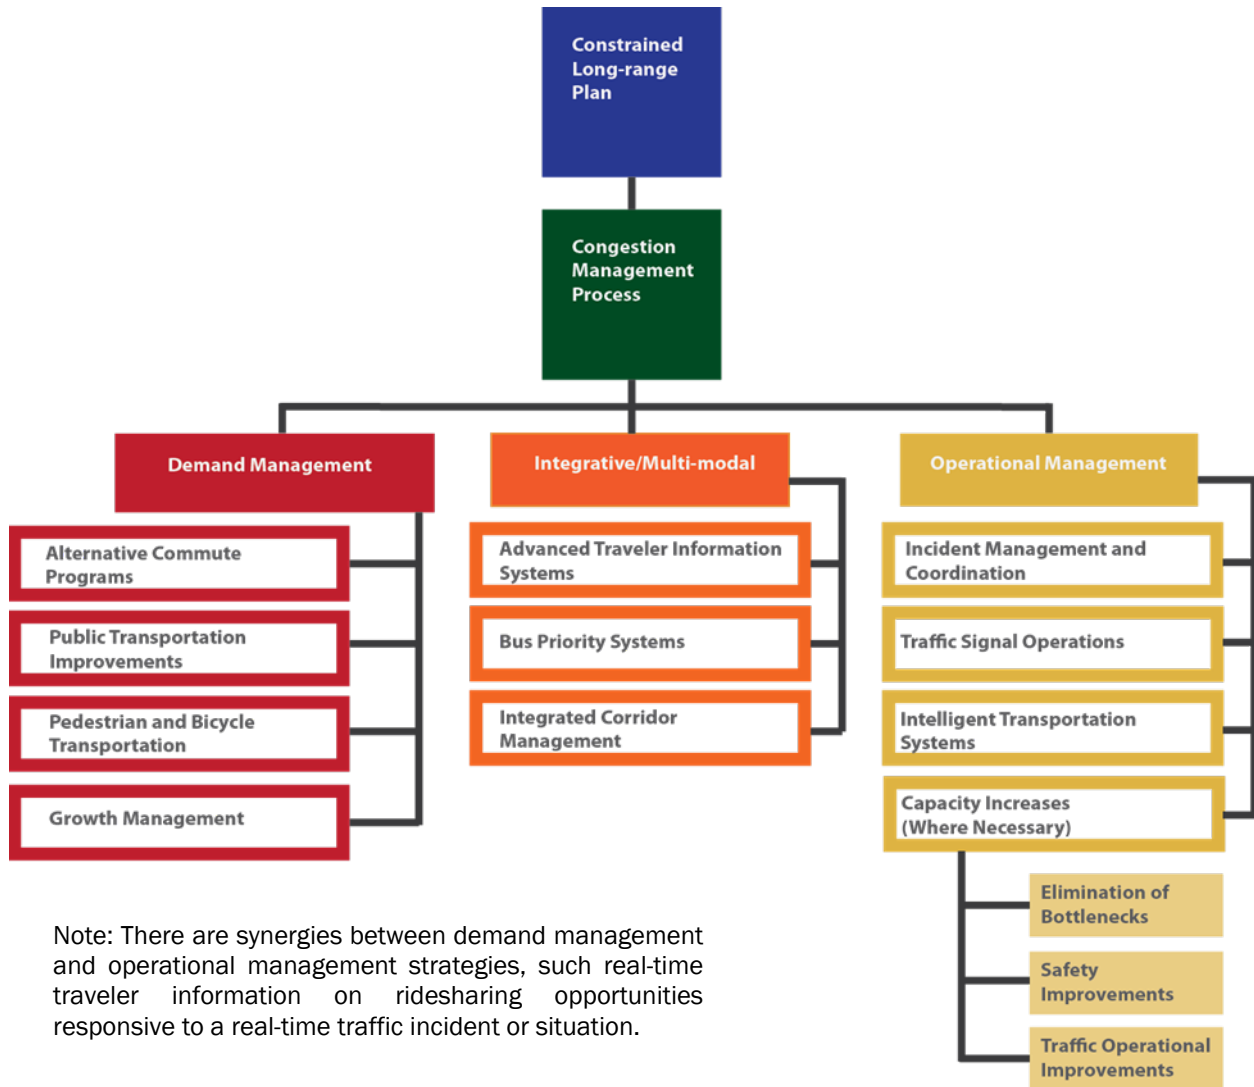 Constrained
Long-range
Plan
Congestion
Management
Process
Demand Management
Integrative/Multi-modal
Operational Management
Alternative Commute
Programs
Public Transportation
Improvements
Pedestrian and Bicycle
Transportation
Growth Management
Advanced Traveler Information
Systems
Bus Priority Systems
Integrated Corridor
Management
Incident Management and
Coordination
Traffic Signal Operations
Intelligent Transportation
Systems
Capacity Increases
(Where Necessary)
Elimination of
Bottlenecks
Safety
Improvements
Traffic Operational
Improvements
Note: There are synergies between demand management
and operational management strategies, such real-time
traveler information on ridesharing opportunities
responsive to a real-time traffic incident or situation.